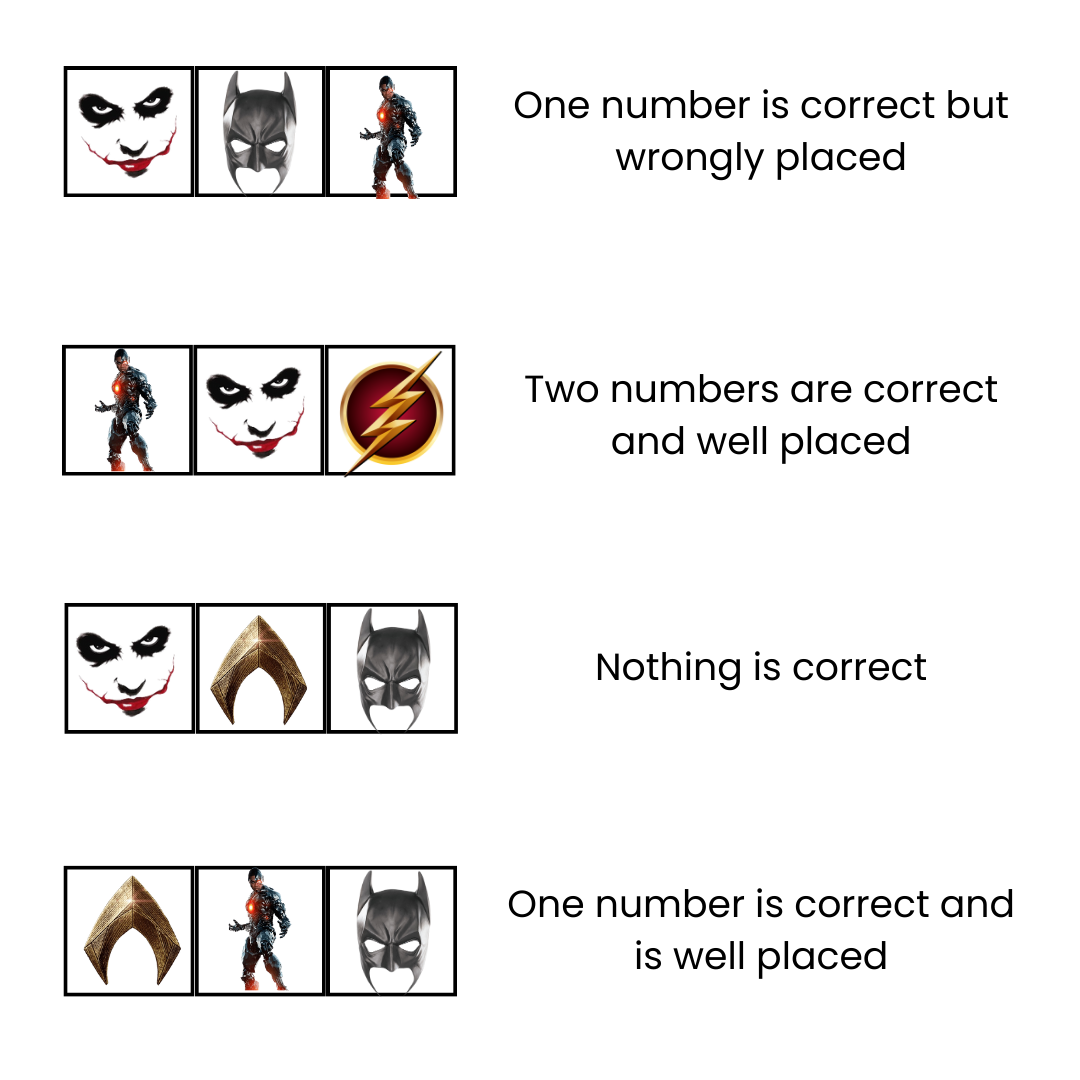 One number is correct but
wrongly placed
Two numbers are correct
and well placed
Nothing is correct
One number is correct and
is well placed